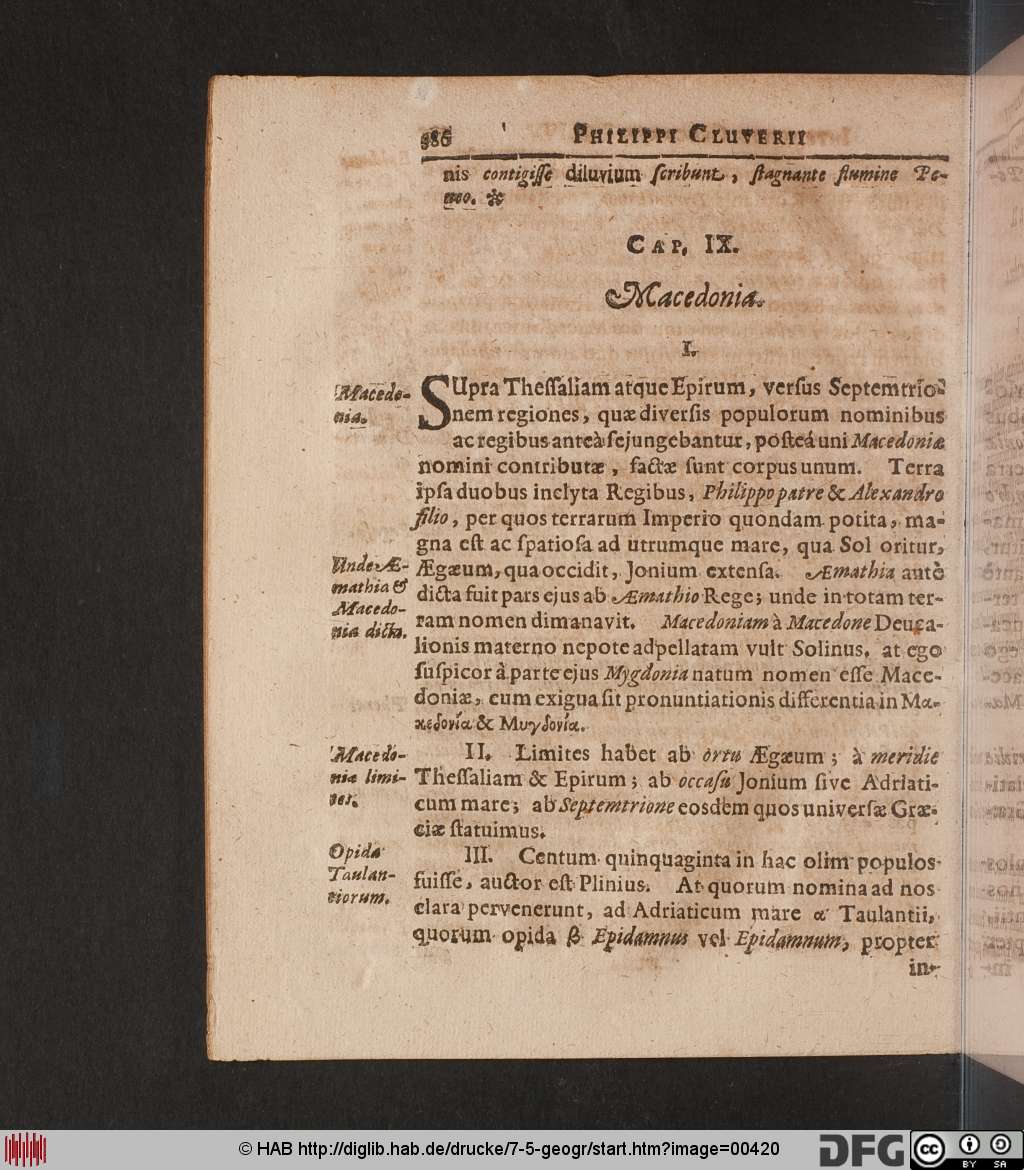 386 PHILIPPI CLUVERII
nis contigiſſe diluvium ſcribunt, ſtagnante flumine Pe-
neo. *
CAP. IX.
Macedonia.
I.
Macedo-
nia.
SUpra Theſſaliam atque Epirum, verſus Septemtrio-
nem regiones, quæ diverſis populorum nominibus
ac regibus anteà ſejungebantur, poſteá uni Macedoniæ
nomini contributæ, factæ ſunt corpus unum. Terra
ipſa duobus inclyta Regibus, Philippo patre & Alexandro
filio, per quos terrarum Imperio quondam potita, ma-
gna eſt ac ſpatioſa ad utrumque mare, qua Sol oritur,
Unde Æ-
mathia &
Macedo-
nia dicta.
Ægæum, qua occidit, Jonium extenſa. Æmathia autē
dicta fuit pars ejus ab Æmathio Rege; unde in totam ter-
ram nomen dimanavit. Macedoniam à Macedone Deuca-
lionis materno nepote adpellatam vult Solinus. at ego
ſuſpicor à parte ejus Mygdonia natum nomen eſſe Mace-
doniæ, cum exigua ſit pronuntiationis differentia in Μα-
κεδονία & Μυγδονία.
Macedo-
niæ limi-
tes.
II. Limites habet ab ortu Ægæum; à meridie
Theſſaliam & Epirum; ab occaſu Jonium ſive Adriati-
cum mare; ab Septemtrione eosdem quos univerſæ Græ-
ciæ ſtatuimus.
Opida
Taulan-
tiorum.
III. Centum quinquaginta in hac olim populos
fuiſſe, auctor eſt Plinius. At quorum nomina ad nos
clara pervenerunt, ad Adriaticum mare α Taulantii,
quorum opida β Epidamnus vel Epidamnum, propter
in-
© HAB http://diglib.hab.de/drucke/7-5-geogr/start.htm?image=00420
DFG
cc BY SA